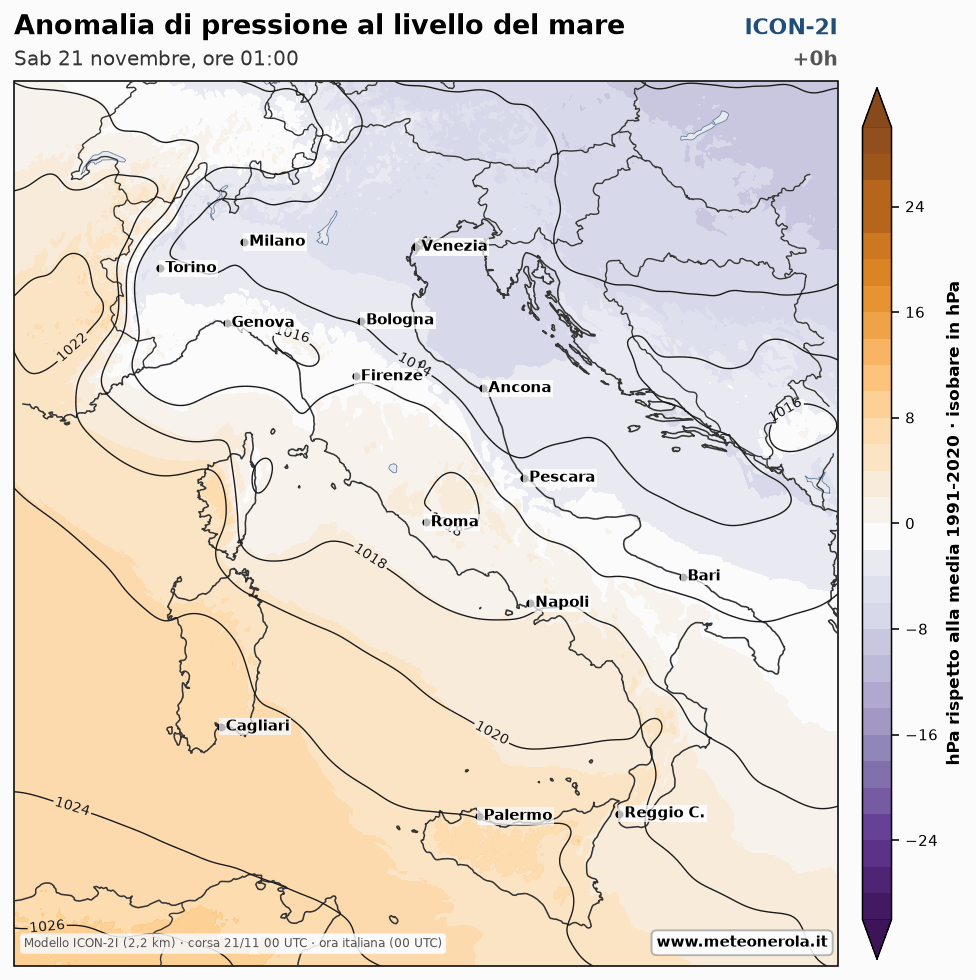 Anomalia di pressione al livello del mare
ICON-2I
Sab 21 novembre, ore 01:00
+0h
Milano
Venezia
Torino
Genova
Bologna
1016
1022
1014
Firenze
Ancona
1016
Pescara
Roma
1018
Bari
Napoli
1020
Cagliari
1024
Palermo
Reggio C.
1026
Modello ICON-2I (2,2 km) · corsa 21/11 00 UTC · ora italiana (00 UTC)
www.meteonerola.it
24
16
8
0
−8
−16
−24
hPa rispetto alla media 1991-2020 · isobare in hPa